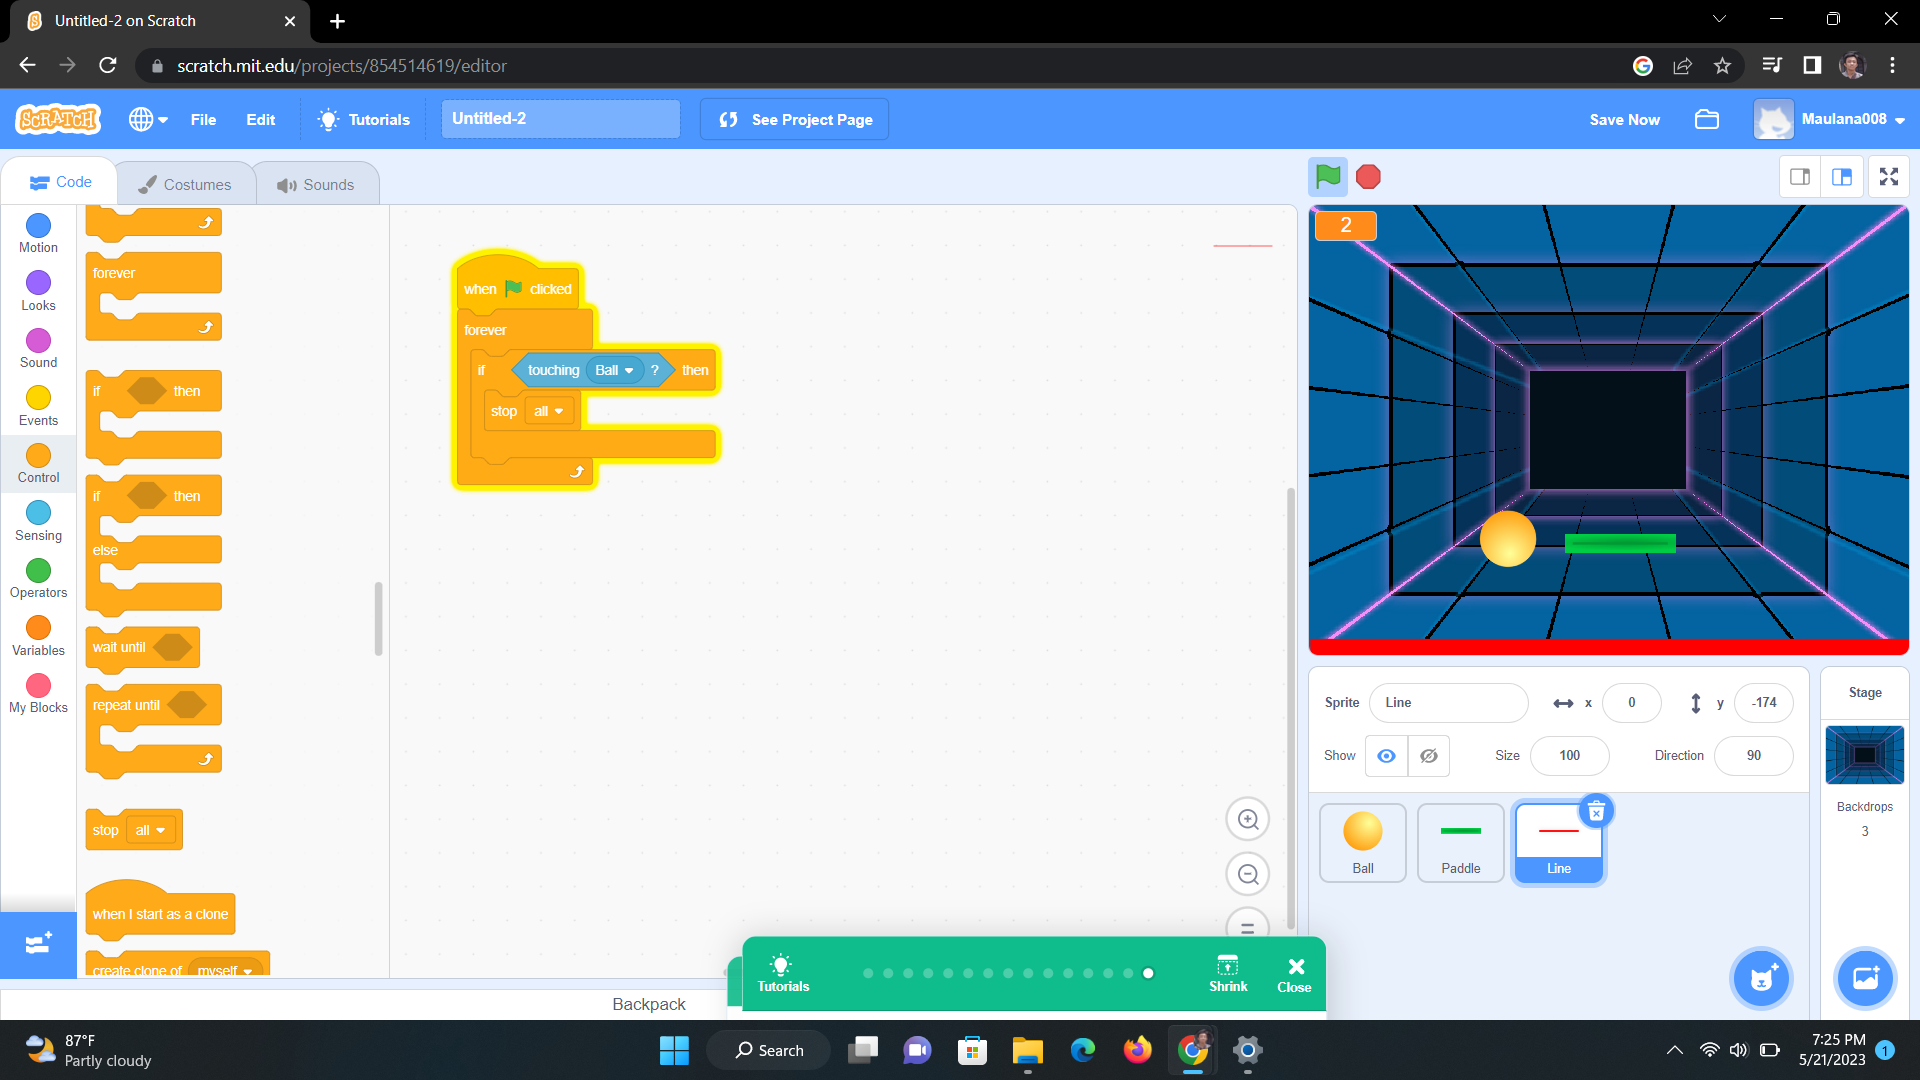 Untitled-2 on Scratch
scratch.mit.edu/projects/854514619/editor
SCRATCH
File
Edit
Tutorials
Untitled-2
See Project Page
Save Now
Maulana008
Code
Costumes
Sounds
Motion
Looks
Sound
Events
Control
Sensing
Operators
Variables
My Blocks
forever
if then
if then
else
wait until
repeat until
stop all
when I start as a clone
create clone of myself
when clicked
forever
if touching Ball ? then
stop all
2
Sprite Line x 0 y -174
Show Size 100 Direction 90
Ball
Paddle
Line
Stage
Backdrops
3
Tutorials
Shrink
Close
Backpack
87°F
Partly cloudy
Search
7:25 PM
5/21/2023
1